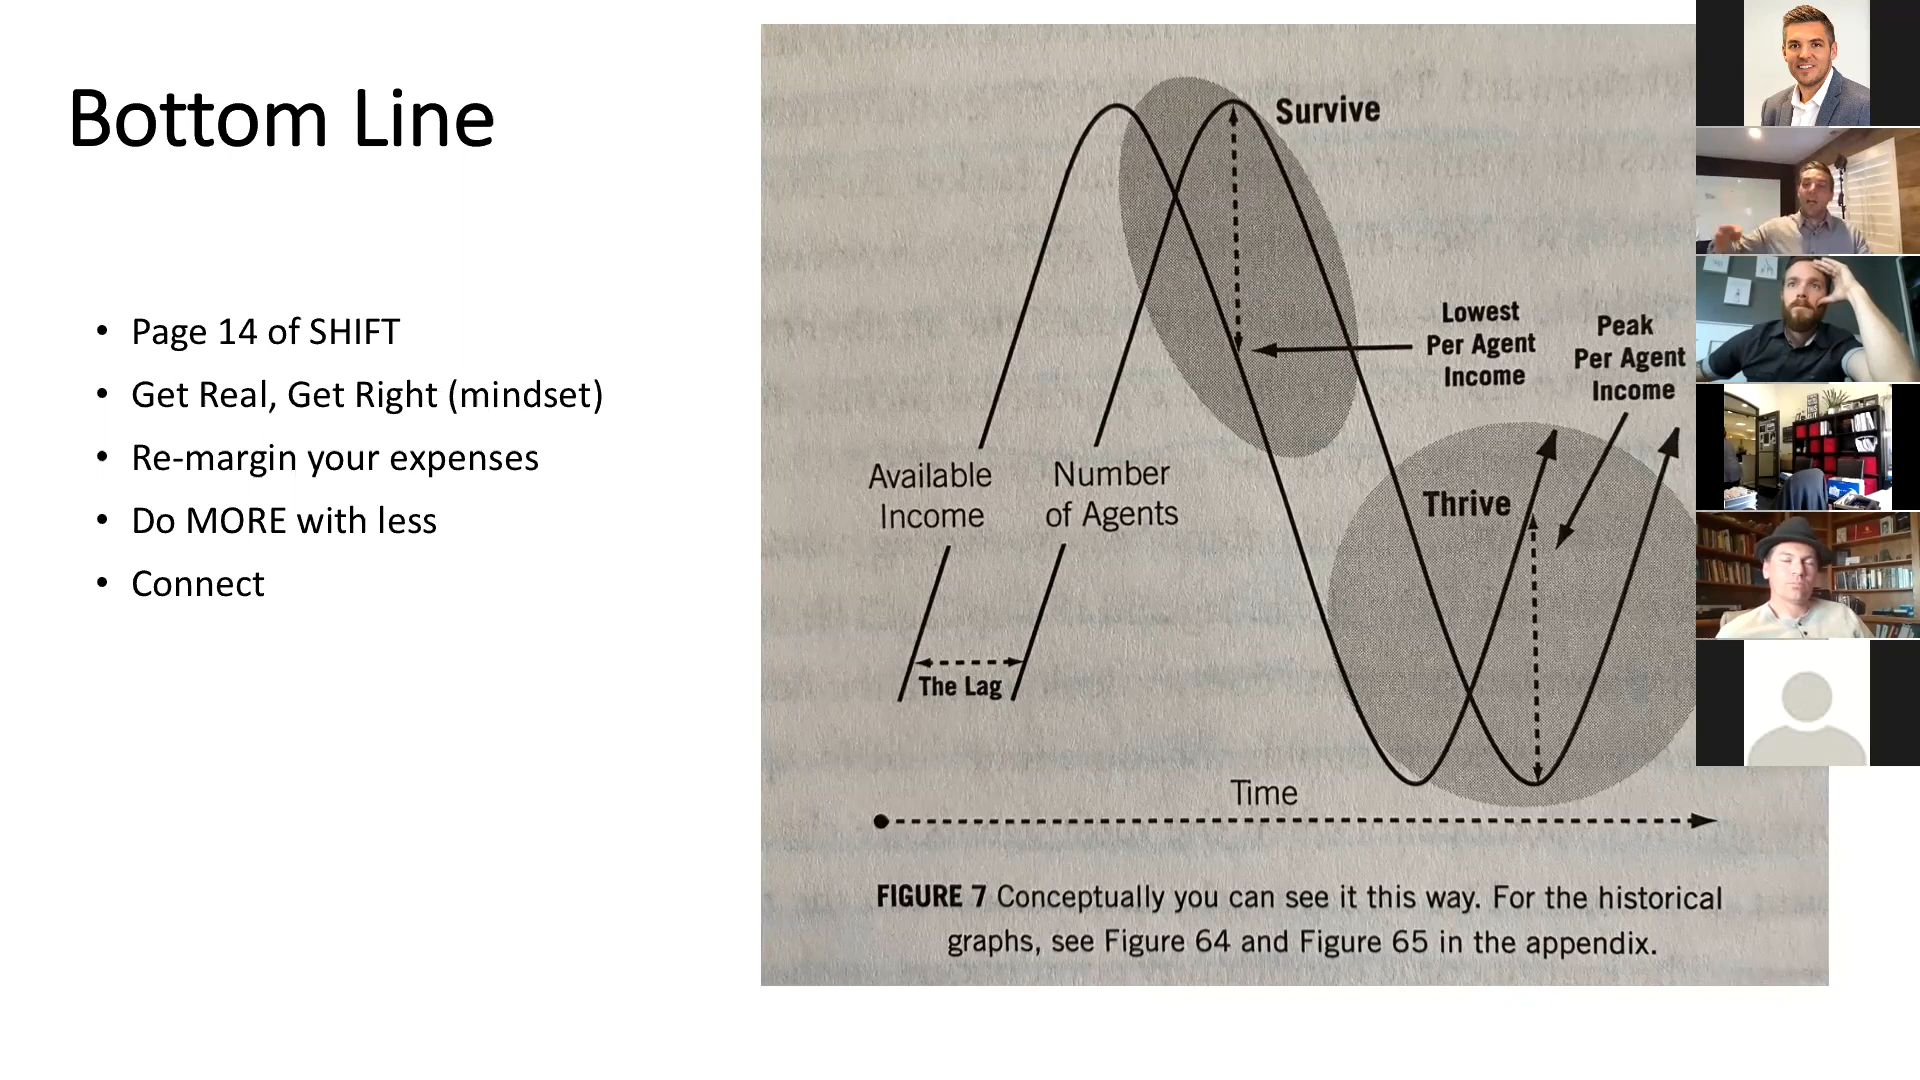 Bottom Line
• Page 14 of SHIFT
• Get Real, Get Right (mindset)
• Re-margin your expenses
• Do MORE with less
• Connect
Survive
Lowest
Per Agent
Income
Peak
Per Agent
Income
Available
Income
Number
of Agents
Thrive
The Lag
Time
FIGURE 7 Conceptually you can see it this way. For the historical
graphs, see Figure 64 and Figure 65 in the appendix.